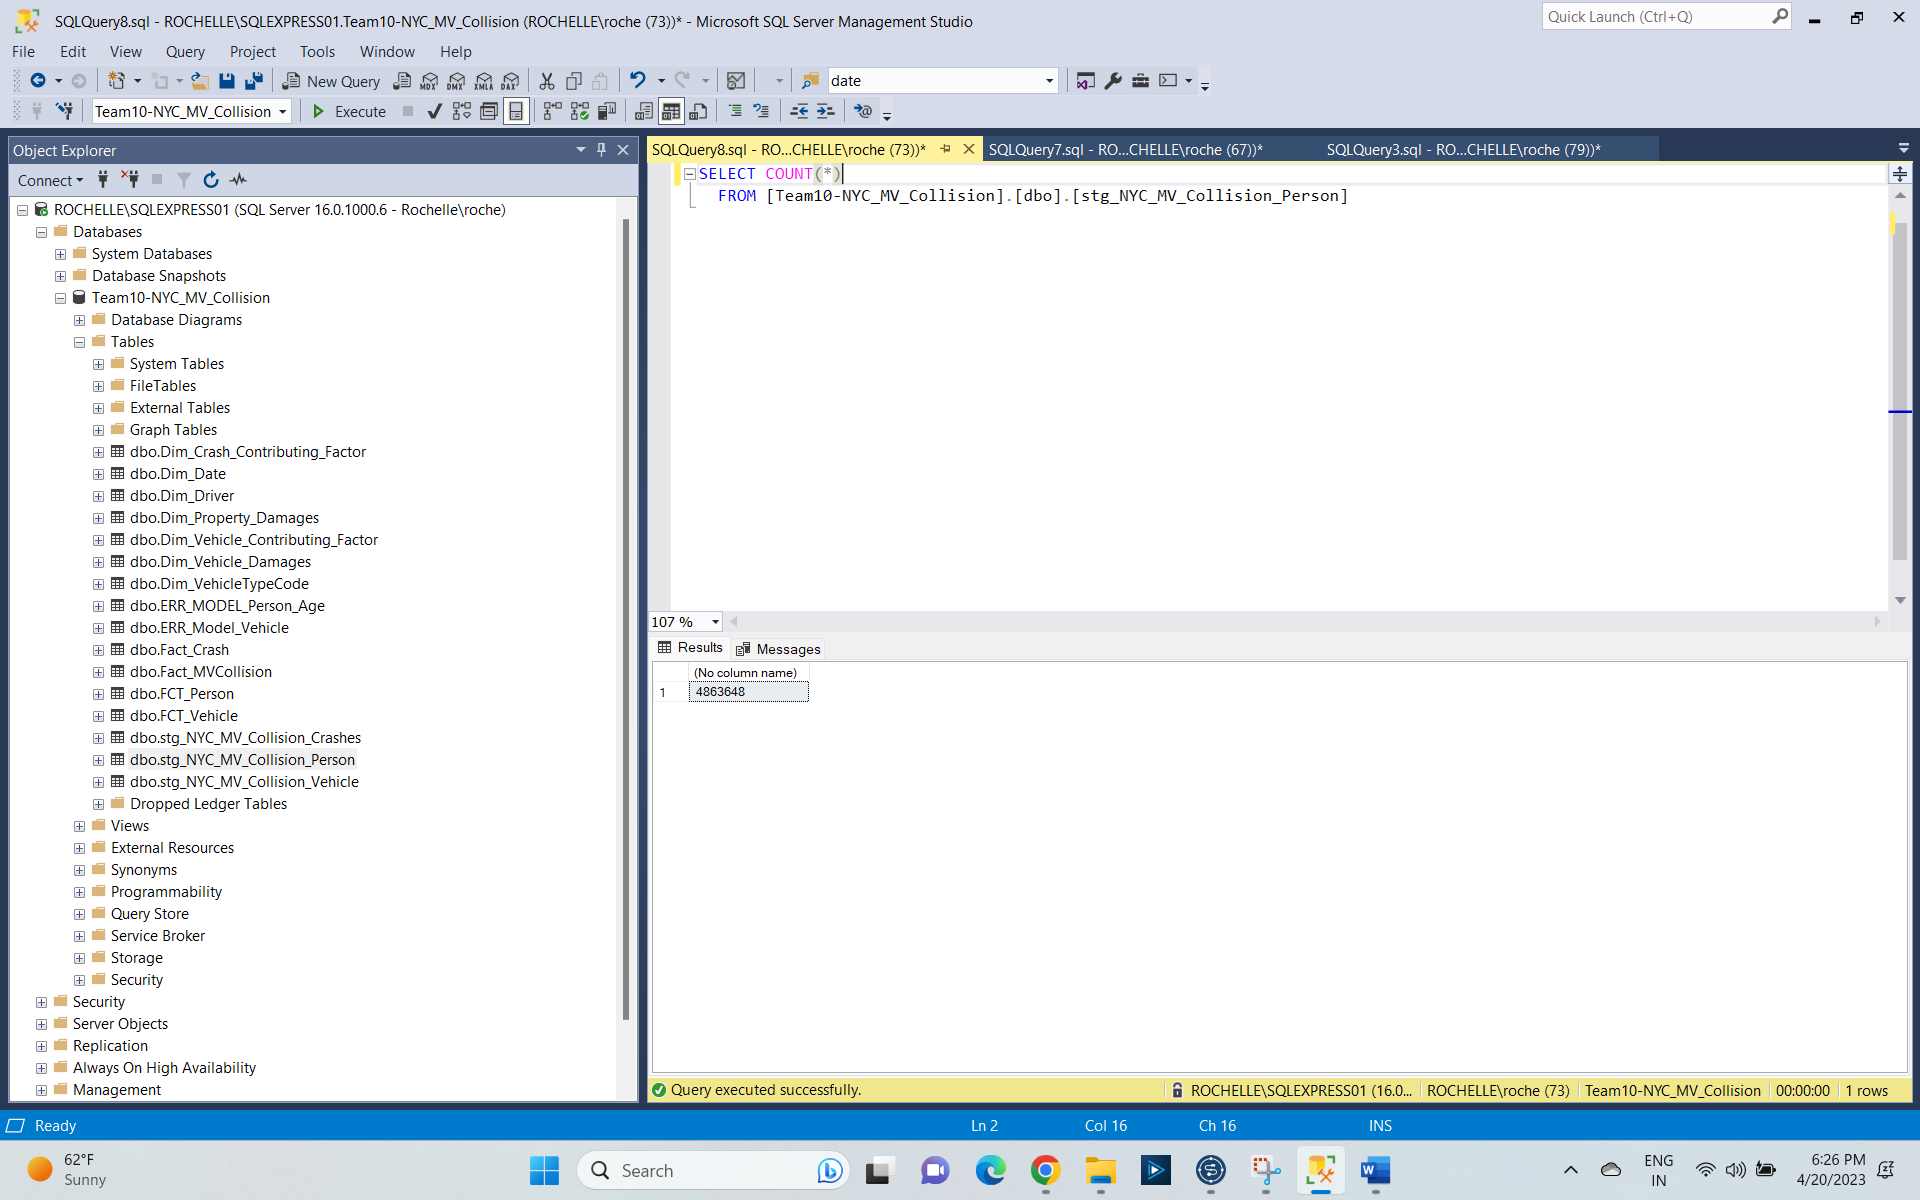 SQLQuery8.sql - ROCHELLE\SQLEXPRESS01.Team10-NYC_MV_Collision (ROCHELLE\roche (73))* - Microsoft SQL Server Management Studio
Quick Launch (Ctrl+Q)
File Edit View Query Project Tools Window Help
New Query MDX DMX XMLA DAX date
Team10-NYC_MV_Collision Execute
Object Explorer
SQLQuery8.sql - RO...CHELLE\roche (73))* SQLQuery7.sql - RO...CHELLE\roche (67))* SQLQuery3.sql - RO...CHELLE\roche (79))*
Connect
SELECT COUNT(*)
FROM [Team10-NYC_MV_Collision].[dbo].[stg_NYC_MV_Collision_Person]
ROCHELLE\SQLEXPRESS01 (SQL Server 16.0.1000.6 - Rochelle\roche)
Databases
System Databases
Database Snapshots
Team10-NYC_MV_Collision
Database Diagrams
Tables
System Tables
FileTables
External Tables
Graph Tables
dbo.Dim_Crash_Contributing_Factor
dbo.Dim_Date
dbo.Dim_Driver
dbo.Dim_Property_Damages
dbo.Dim_Vehicle_Contributing_Factor
dbo.Dim_Vehicle_Damages
dbo.Dim_VehicleTypeCode
dbo.ERR_MODEL_Person_Age
dbo.ERR_Model_Vehicle
dbo.Fact_Crash
dbo.Fact_MVCollision
dbo.FCT_Person
dbo.FCT_Vehicle
dbo.stg_NYC_MV_Collision_Crashes
dbo.stg_NYC_MV_Collision_Person
dbo.stg_NYC_MV_Collision_Vehicle
Dropped Ledger Tables
Views
External Resources
Synonyms
Programmability
Query Store
Service Broker
Storage
Security
Security
Server Objects
Replication
Always On High Availability
Management
107 %
Results Messages
(No column name)
1 4863648
Query executed successfully. ROCHELLE\SQLEXPRESS01 (16.0... ROCHELLE\roche (73) Team10-NYC_MV_Collision 00:00:00 1 rows
Ready Ln 2 Col 16 Ch 16 INS
62°F
Sunny
Search
ENG
IN
6:26 PM
4/20/2023